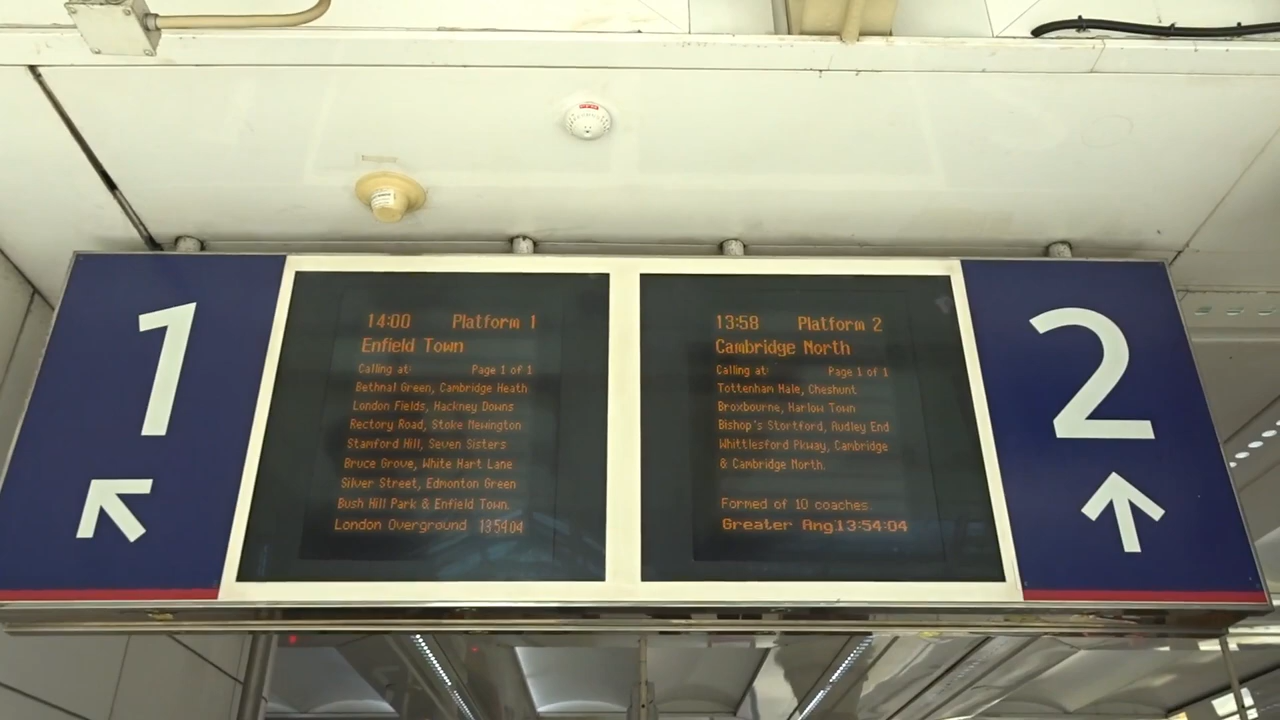 1
14:00 Platform 1
Enfield Town
Calling at: Page 1 of 1
Bethnal Green, Cambridge Heath
London Fields, Hackney Downs
Rectory Road, Stoke Newington
Stamford Hill, Seven Sisters
Bruce Grove, White Hart Lane
Silver Street, Edmonton Green
Bush Hill Park & Enfield Town.
London Overground 13:54:04
13:58 Platform 2
Cambridge North
Calling at: Page 1 of 1
Tottenham Hale, Cheshunt
Broxbourne, Harlow Town
Bishop's Stortford, Audley End
Whittlesford Pkway, Cambridge
& Cambridge North.
Formed of 10 coaches.
Greater Ang13:54:04
2